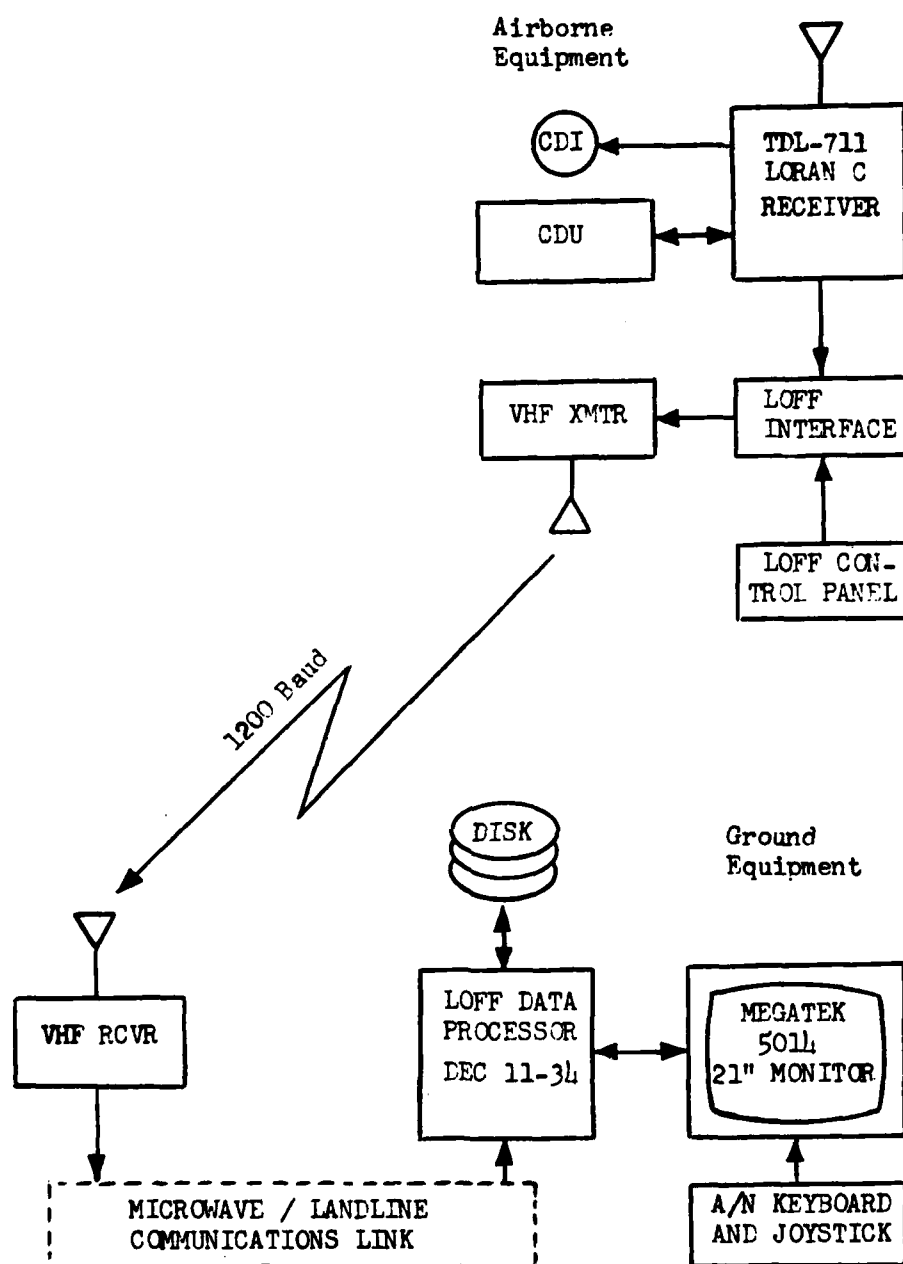 Airborne
Equipment
CDI
TDL-711
LORAN C
RECEIVER
CDU
VHF XMTR
LOFF
INTERFACE
LOFF CON-
TROL PANEL
1200 Baud
DISK
Ground
Equipment
VHF RCVR
LOFF DATA
PROCESSOR
DEC 11-34
MEGATEK
5014
21" MONITOR
MICROWAVE / LANDLINE
COMMUNICATIONS LINK
A/N KEYBOARD
AND JOYSTICK